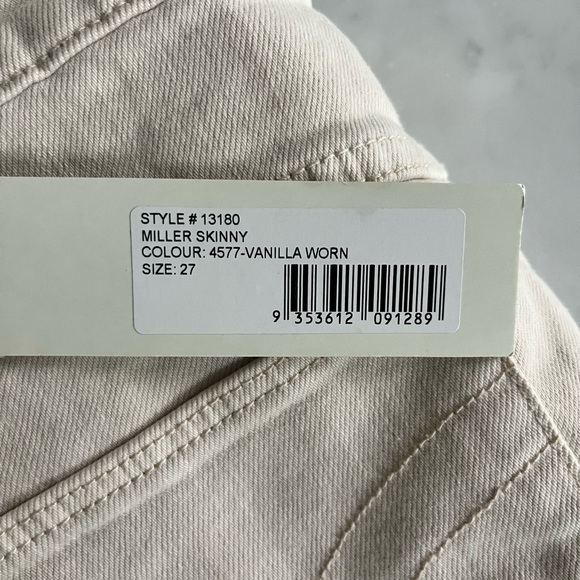 STYLE # 13180
MILLER SKINNY
COLOUR: 4577-VANILLA WORN
SIZE: 27
9 353612 091289